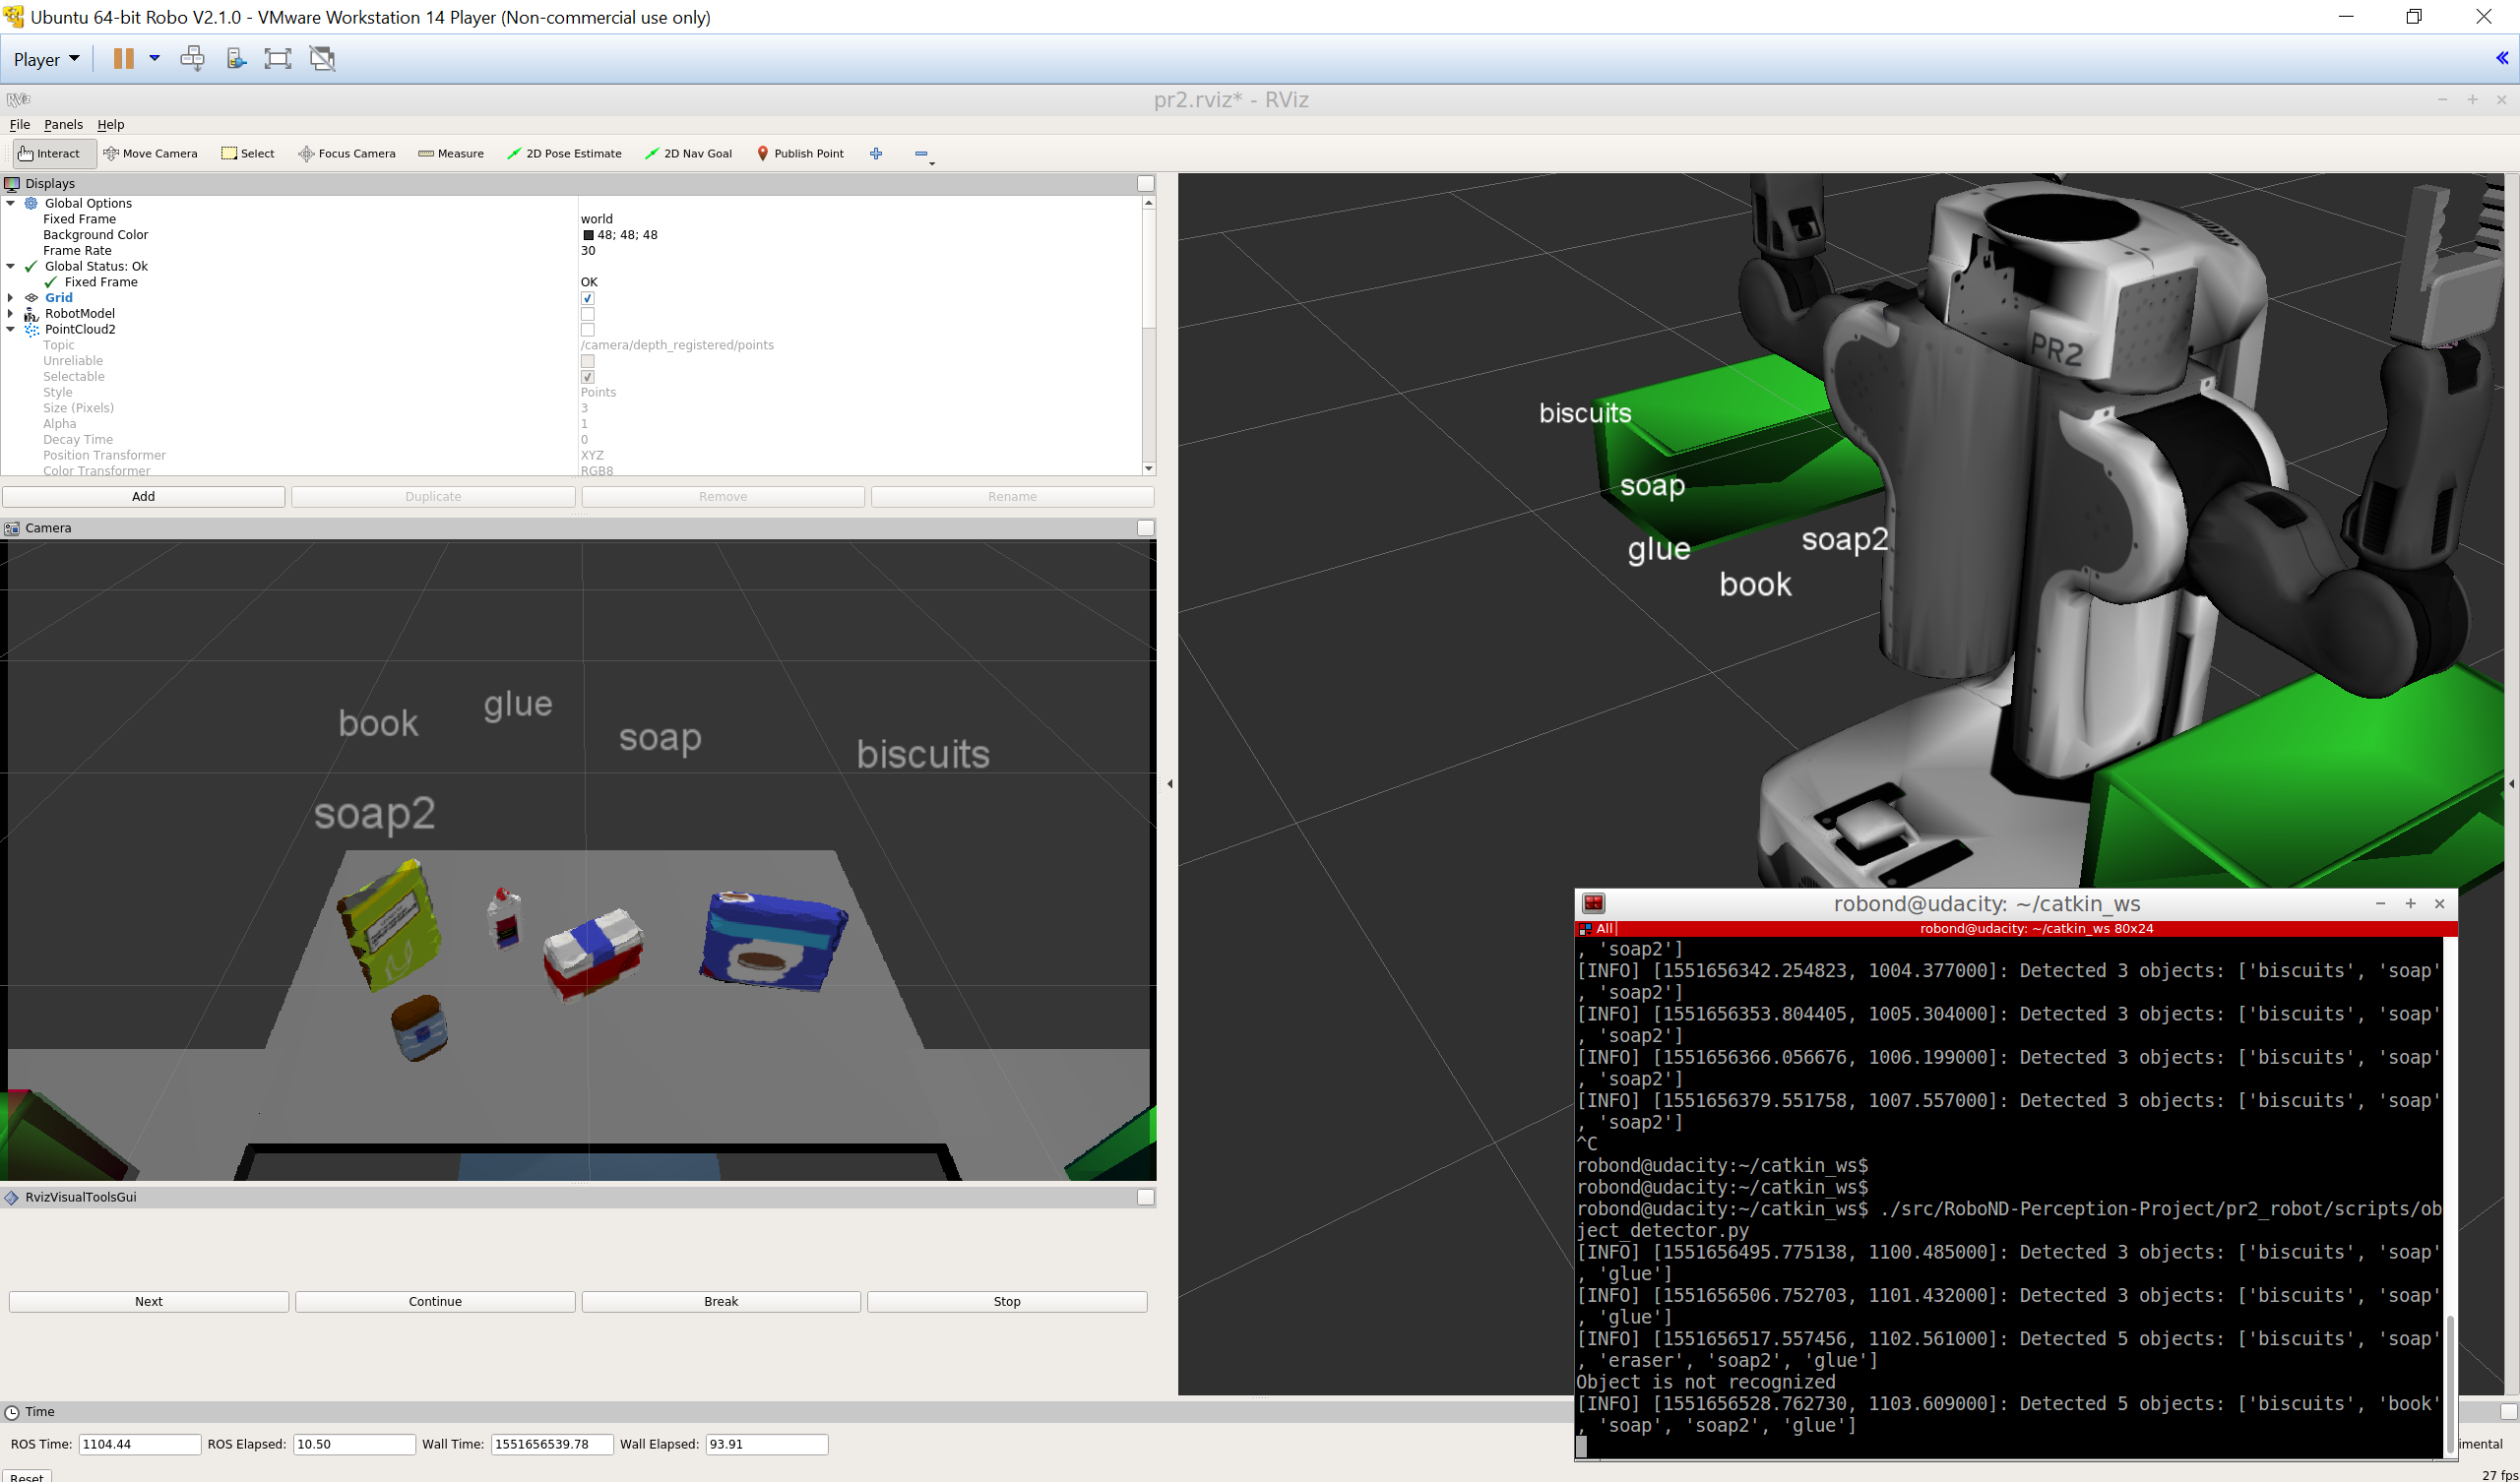 Ubuntu 64-bit Robo V2.1.0 - VMware Workstation 14 Player (Non-commercial use only)
Player
pr2.rviz* - RViz
File Panels Help
Interact Move Camera Select Focus Camera Measure 2D Pose Estimate 2D Nav Goal Publish Point
Displays
Global Options
Fixed Frame world
Background Color 48; 48; 48
Frame Rate 30
Global Status: Ok
Fixed Frame OK
Grid
RobotModel
PointCloud2
Topic /camera/depth_registered/points
Unreliable
Selectable
Style Points
Size (Pixels) 3
Alpha 1
Decay Time 0
Position Transformer XYZ
Color Transformer RGB8
Add Duplicate Remove Rename
Camera
book glue soap biscuits
soap2
RvizVisualToolsGui
Next Continue Break Stop
PR2
biscuits
soap
glue soap2
book
robond@udacity: ~/catkin_ws
All robond@udacity: ~/catkin_ws 80x24
, 'soap2']
[INFO] [1551656342.254823, 1004.377000]: Detected 3 objects: ['biscuits', 'soap'
, 'soap2']
[INFO] [1551656353.804405, 1005.304000]: Detected 3 objects: ['biscuits', 'soap'
, 'soap2']
[INFO] [1551656366.056676, 1006.199000]: Detected 3 objects: ['biscuits', 'soap'
, 'soap2']
[INFO] [1551656379.551758, 1007.557000]: Detected 3 objects: ['biscuits', 'soap'
, 'soap2']
^C
robond@udacity:~/catkin_ws$
robond@udacity:~/catkin_ws$
robond@udacity:~/catkin_ws$ ./src/RoboND-Perception-Project/pr2_robot/scripts/ob
ject_detector.py
[INFO] [1551656495.775138, 1100.485000]: Detected 3 objects: ['biscuits', 'soap'
, 'glue']
[INFO] [1551656506.752703, 1101.432000]: Detected 3 objects: ['biscuits', 'soap'
, 'glue']
[INFO] [1551656517.557456, 1102.561000]: Detected 5 objects: ['biscuits', 'soap'
, 'eraser', 'soap2', 'glue']
Object is not recognized
[INFO] [1551656528.762730, 1103.609000]: Detected 5 objects: ['biscuits', 'book'
, 'soap', 'soap2', 'glue']
Time
ROS Time: 1104.44 ROS Elapsed: 10.50 Wall Time: 1551656539.78 Wall Elapsed: 93.91 imental
Reset 27 fps